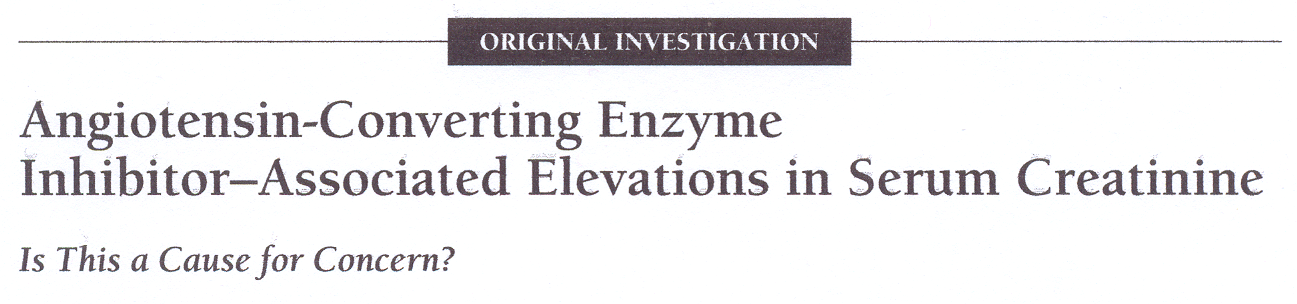 ORIGINAL INVESTIGATION
Angiotensin-Converting Enzyme
Inhibitor–Associated Elevations in Serum Creatinine
Is This a Cause for Concern?